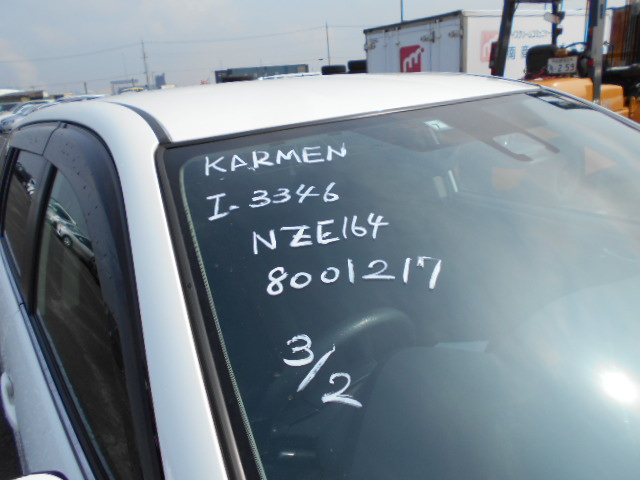 KARMEN
I-3346
NZE164
8001217
3/2